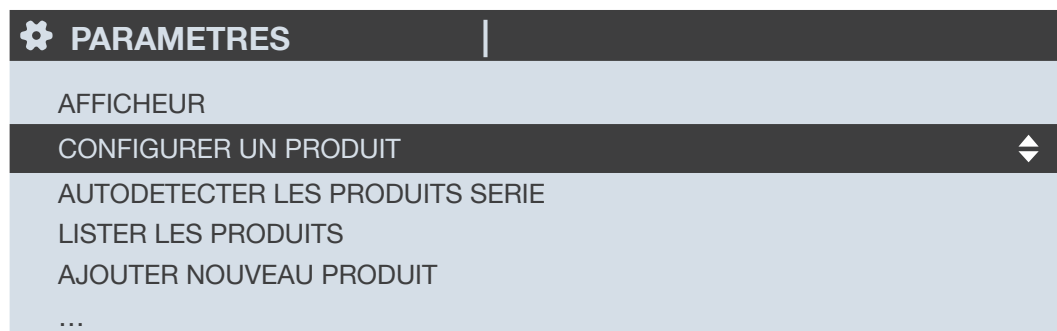 PARAMETRES
AFFICHEUR
CONFIGURER UN PRODUIT
AUTODETECTER LES PRODUITS SERIE
LISTER LES PRODUITS
AJOUTER NOUVEAU PRODUIT
…